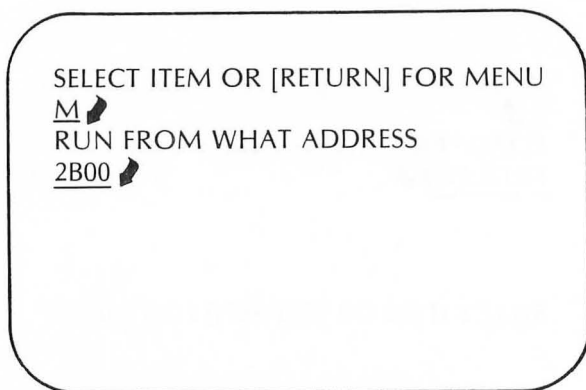 SELECT ITEM OR [RETURN] FOR MENU
M
RUN FROM WHAT ADDRESS
2B00